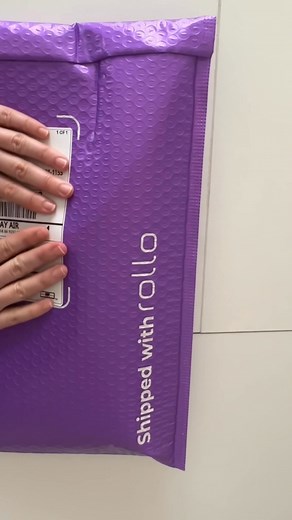 1 OF 1
AY AIR
Shipped with rollo